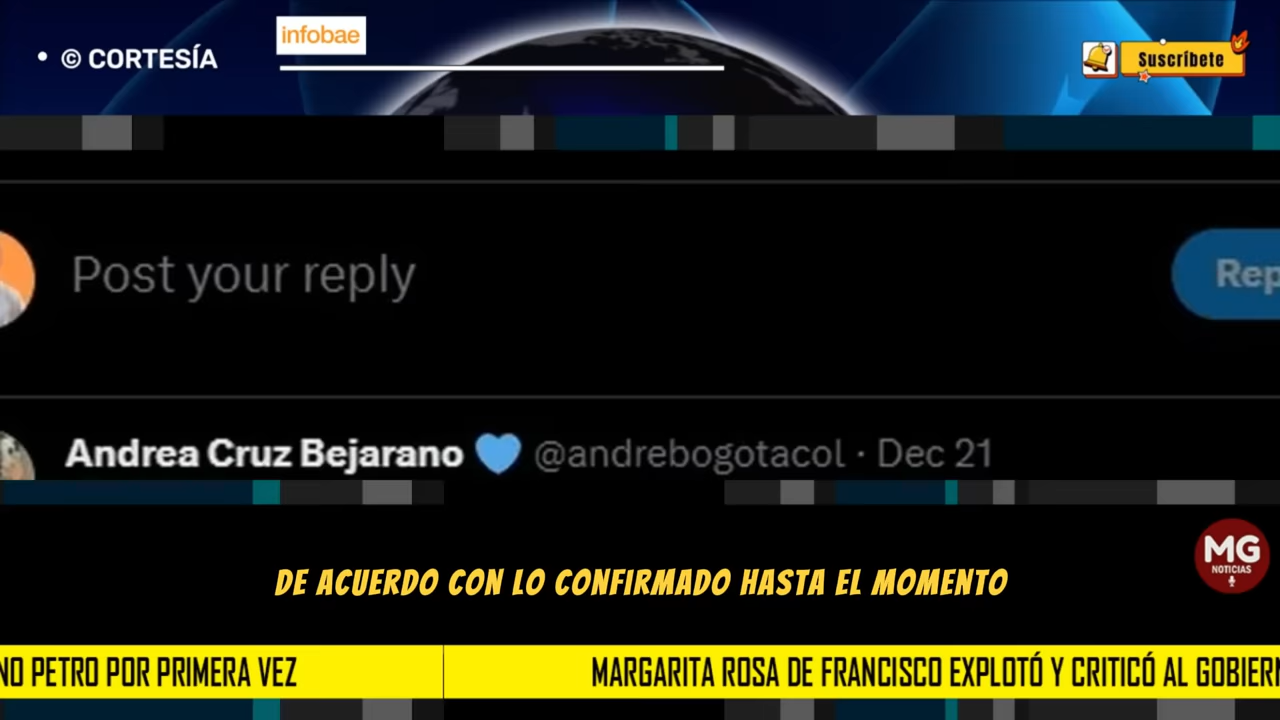 © CORTESÍA
infobae
Suscríbete
Post your reply
Rep
Andrea Cruz Bejarano 💙 @andrebogotacol · Dec 21
MG
NOTICIAS
DE ACUERDO CON LO CONFIRMADO HASTA EL MOMENTO
NO PETRO POR PRIMERA VEZ
MARGARITA ROSA DE FRANCISCO EXPLOTÓ Y CRITICÓ AL GOBIERN